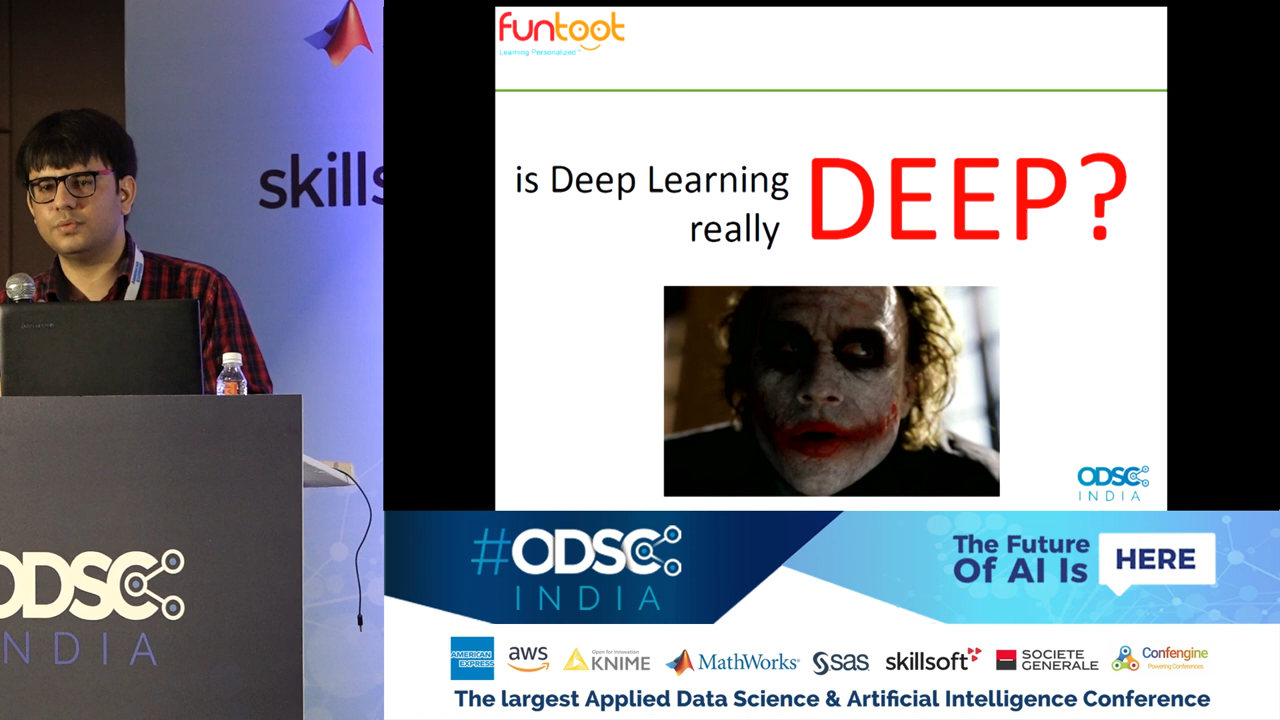 skills
ODSC
INDIA
funtoot
Learning Personalized
is Deep Learning
really
DEEP?
ODSC
INDIA
#ODSC
INDIA
The Future
Of AI Is
HERE
AMERICAN
EXPRESS
aws
Open for Innovation
KNIME
MathWorks
sas
skillsoft
SOCIETE
GENERALE
Confengine
Powering Conferences
The largest Applied Data Science & Artificial Intelligence Conference